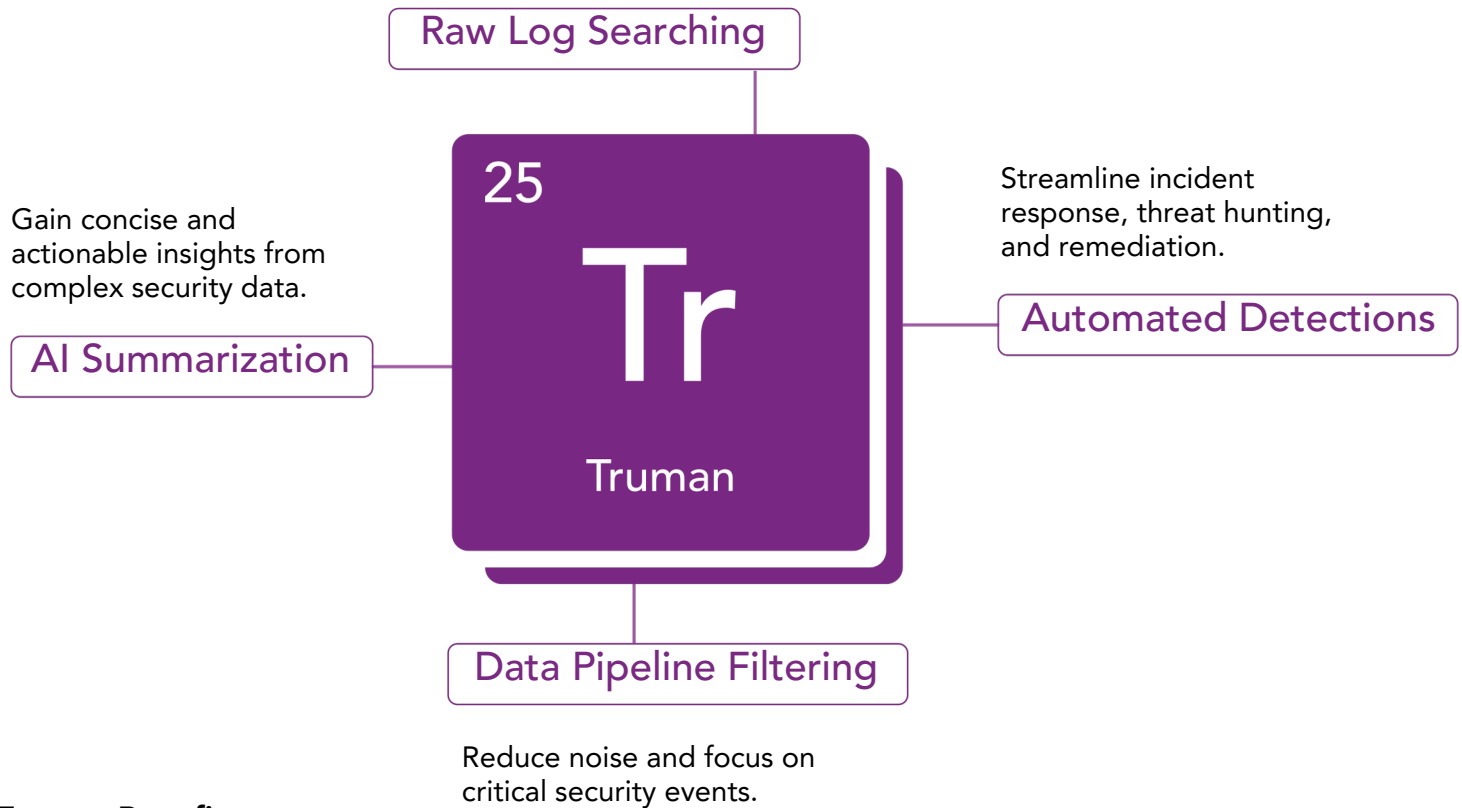 Raw Log Searching
25
Tr
Truman
Gain concise and
actionable insights from
complex security data.
AI Summarization
Streamline incident
response, threat hunting,
and remediation.
Automated Detections
Data Pipeline Filtering
Reduce noise and focus on
critical security events.